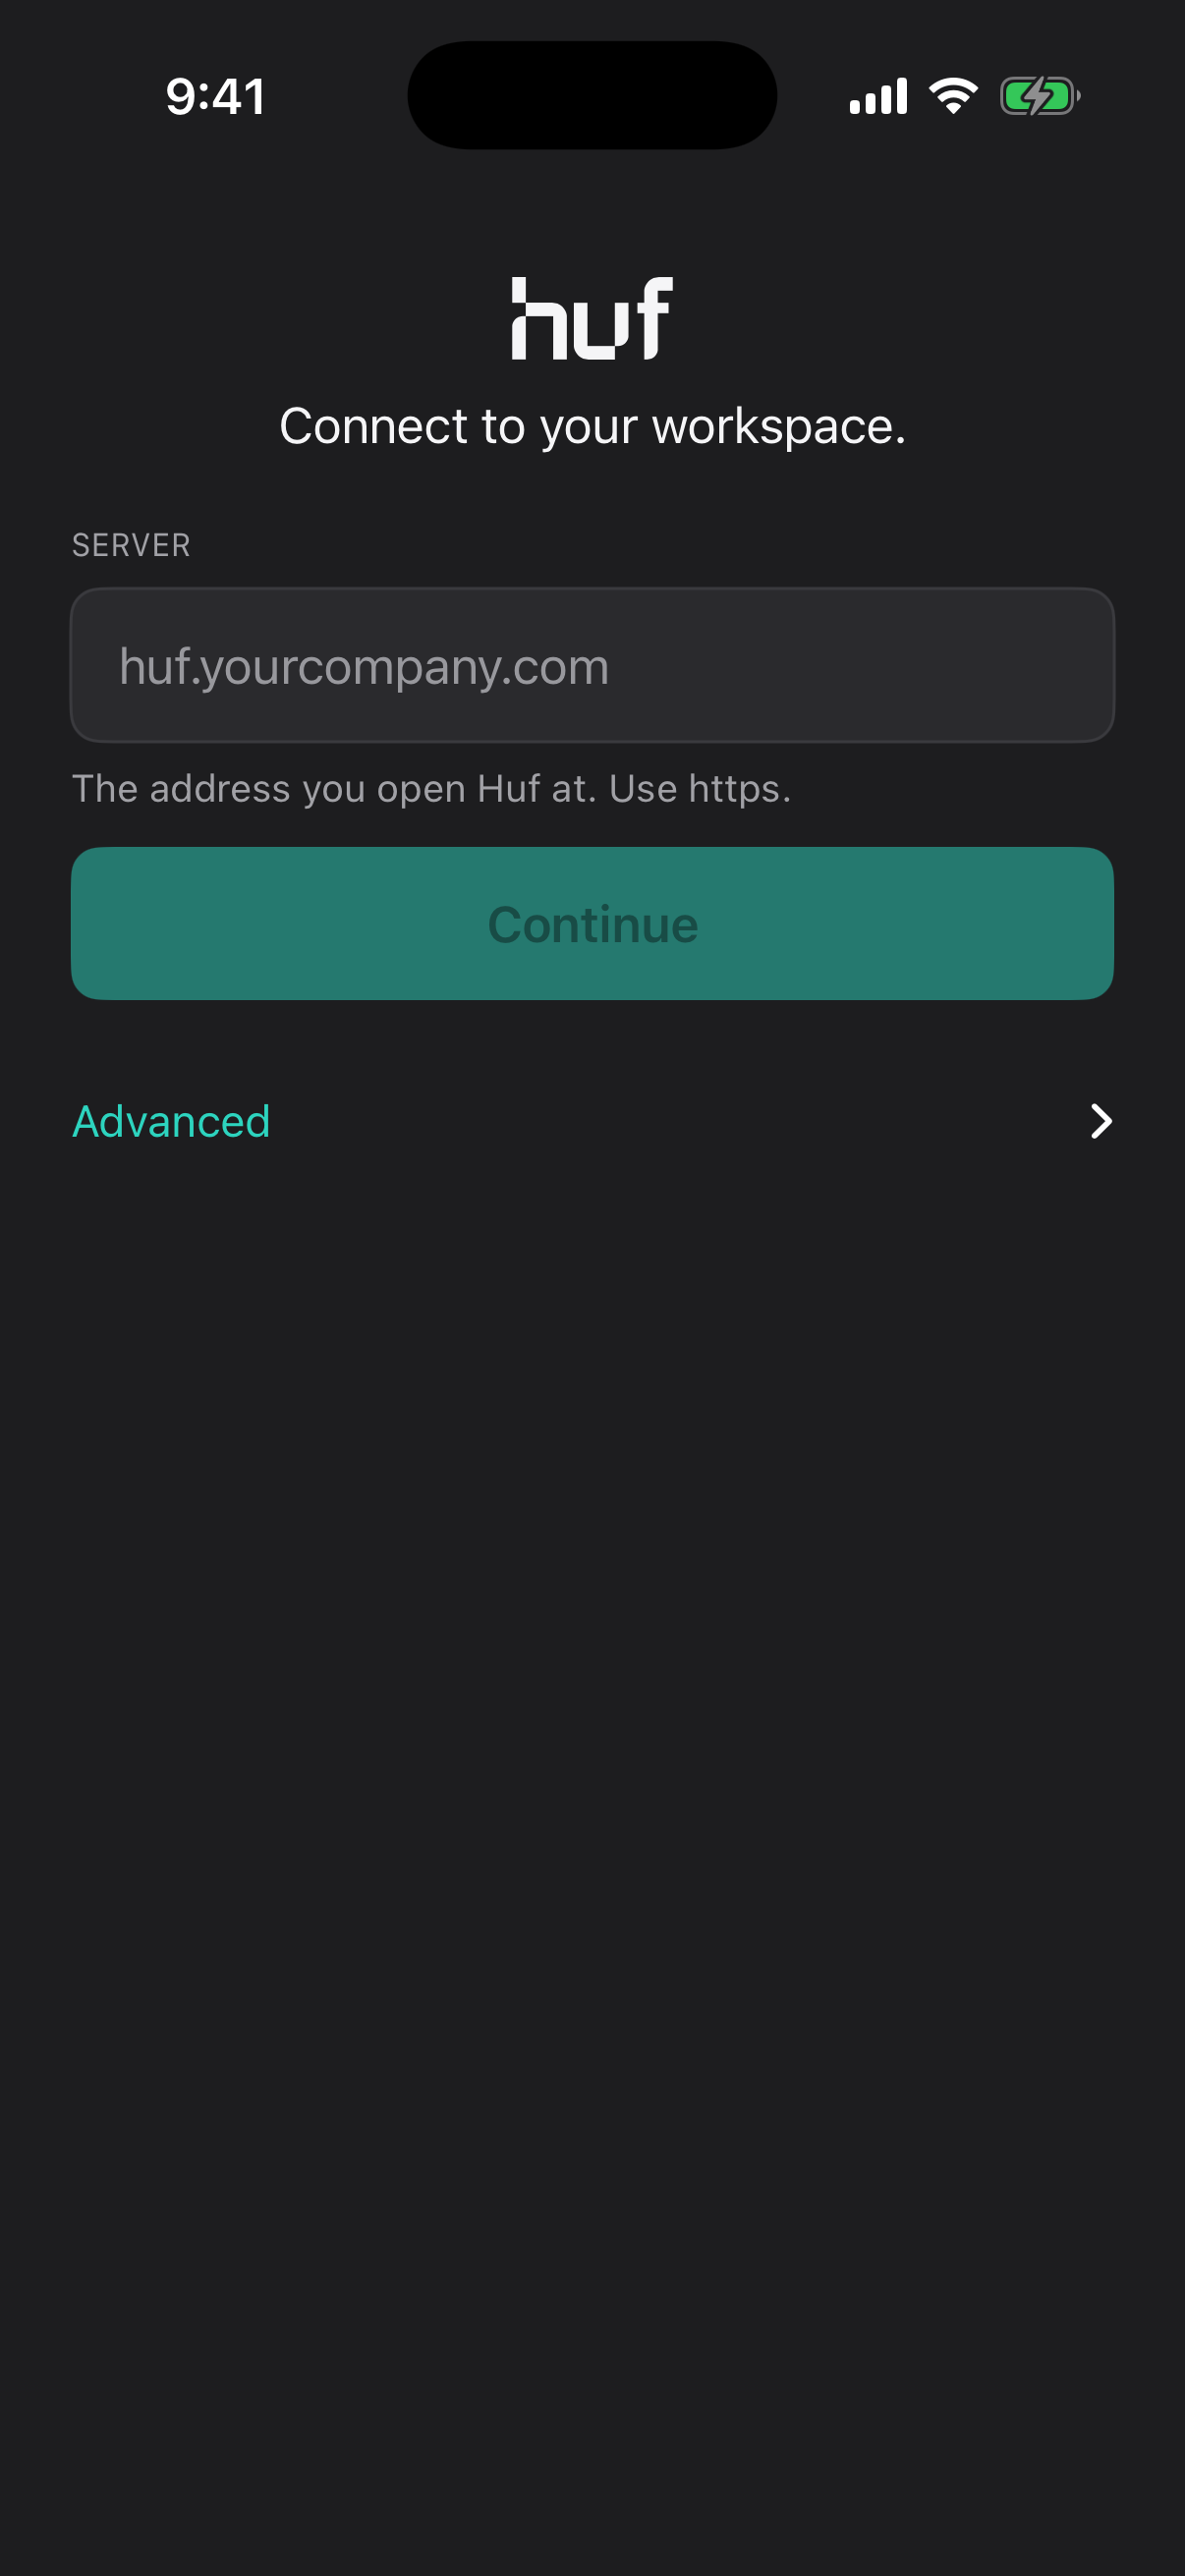 9:41
huf
Connect to your workspace.
SERVER
huf.yourcompany.com
The address you open Huf at. Use https.
Continue
Advanced